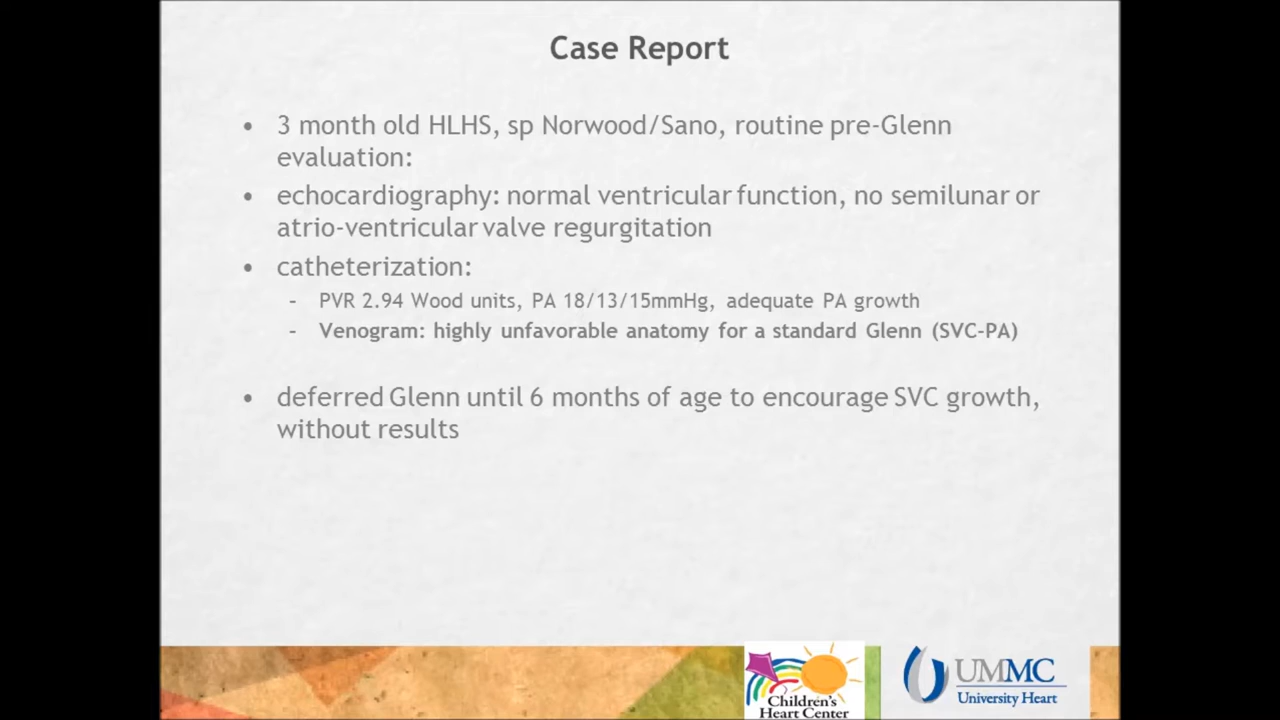 Case Report
• 3 month old HLHS, sp Norwood/Sano, routine pre-Glenn
evaluation:
• echocardiography: normal ventricular function, no semilunar or
atrio-ventricular valve regurgitation
• catheterization:
– PVR 2.94 Wood units, PA 18/13/15mmHg, adequate PA growth
– Venogram: highly unfavorable anatomy for a standard Glenn (SVC-PA)
• deferred Glenn until 6 months of age to encourage SVC growth,
without results
Children's
Heart Center
UMMC
University Heart